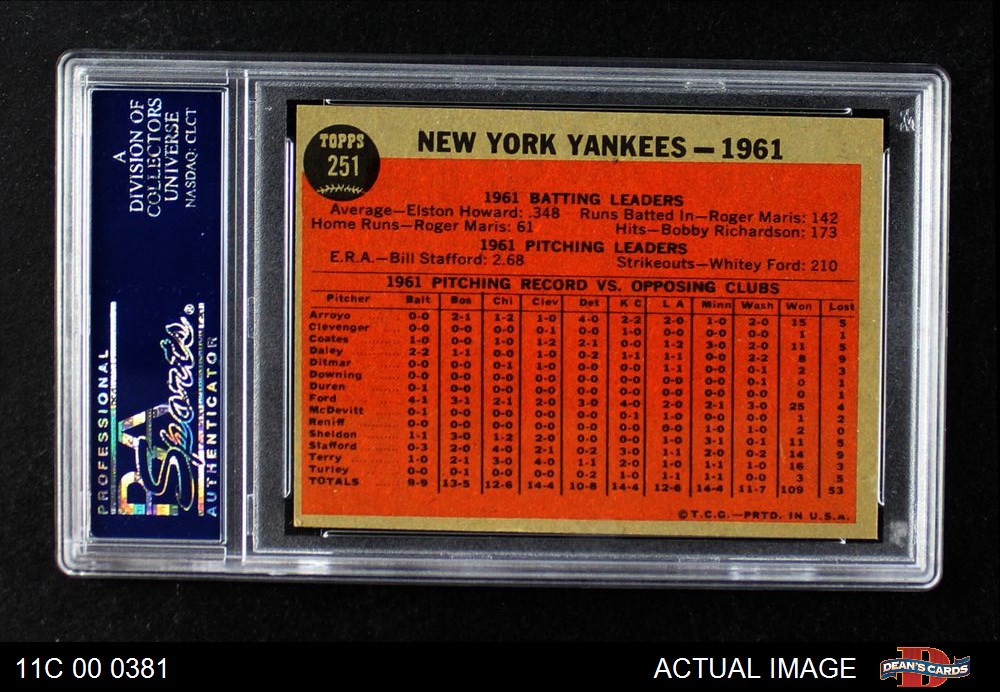 A
DIVISION OF
COLLECTORS
UNIVERSE
NASDAQ: CLCT
PROFESSIONAL
PSA
Sports®
AUTHENTICATOR
TOPPS
251
NEW YORK YANKEES — 1961
1961 BATTING LEADERS
Average—Elston Howard: .348 Runs Batted In—Roger Maris: 142
Home Runs—Roger Maris: 61 Hits—Bobby Richardson: 173
1961 PITCHING LEADERS
E.R.A.—Bill Stafford: 2.68 Strikeouts—Whitey Ford: 210
1961 PITCHING RECORD VS. OPPOSING CLUBS
Pitcher Balt Bos Chi Clev Det K C L A Minn Wash Won Lost
Arroyo 0-0 2-1 1-2 1-0 4-0 2-2 2-0 1-0 2-0 15 5
Clevenger 0-0 0-0 0-0 0-1 0-0 1-0 0-0 0-0 0-0 1 1
Coates 1-0 0-0 1-0 1-2 2-1 0-0 1-2 3-0 2-0 11 5
Daley 2-2 1-1 0-0 1-0 0-2 1-1 1-1 0-0 2-2 8 9
Ditmar 0-0 0-0 0-1 1-0 0-0 0-0 1-1 0-0 0-1 2 3
Downing 0-0 0-0 0-0 0-0 0-0 0-0 0-0 0-0 0-1 0 1
Duren 0-1 0-0 0-0 0-0 0-0 0-0 0-0 0-0 0-0 0 1
Ford 4-1 3-1 2-1 2-0 3-0 4-0 2-0 2-1 3-0 25 4
McDevitt 0-1 0-0 0-0 0-0 0-0 0-1 1-0 0-0 0-0 1 2
Reniff 0-0 0-0 0-0 0-0 0-0 0-0 0-0 1-0 1-0 2 0
Sheldon 1-1 3-0 1-2 2-0 0-0 0-0 1-0 3-1 0-1 11 5
Stafford 0-3 2-0 4-0 2-1 0-2 3-0 1-1 2-0 0-2 14 9
Terry 1-0 2-1 3-0 4-0 1-1 2-0 1-0 1-1 1-0 16 3
Turley 0-0 0-1 0-0 0-0 0-2 1-0 1-1 1-1 0-0 3 5
TOTALS 9-9 13-5 12-6 14-4 10-8 14-4 12-6 14-4 11-7 109 53
©T.C.G.—PRTD. IN U.S.A.
11C 00 0381
ACTUAL IMAGE
D
DEAN'S CARDS